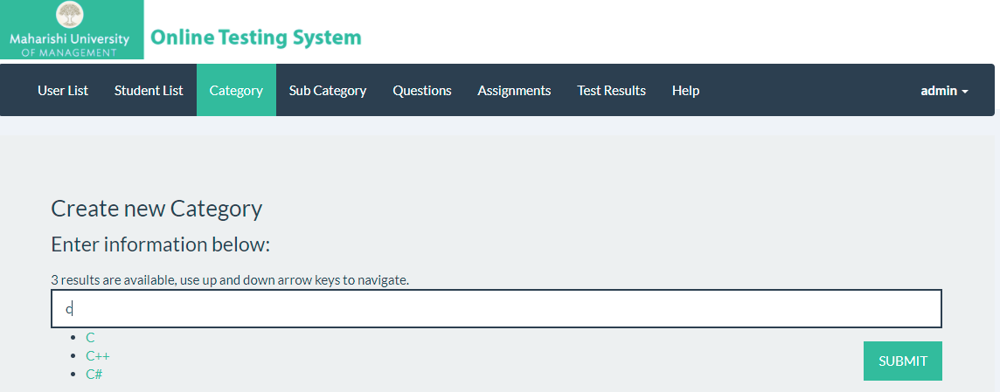 Maharishi University
OF MANAGEMENT
Online Testing System
User List Student List Category Sub Category Questions Assignments Test Results Help admin
Create new Category
Enter information below:
3 results are available, use up and down arrow keys to navigate.
c
C
C++
C#
SUBMIT